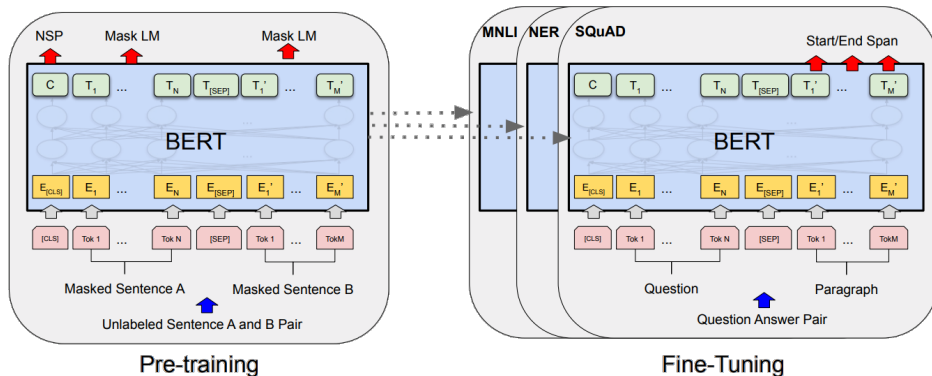 NSP Mask LM Mask LM
C T1 ... TN T[SEP] T1' ... TM'
BERT
E[CLS] E1 ... EN E[SEP] E1' ... EM'
[CLS] Tok 1 ... Tok N [SEP] Tok 1 ... TokM
Masked Sentence A Masked Sentence B
Unlabeled Sentence A and B Pair
Pre-training
MNLI NER SQuAD
Start/End Span
C T1 ... TN T[SEP] T1' ... TM'
BERT
E[CLS] E1 ... EN E[SEP] E1' ... EM'
[CLS] Tok 1 ... Tok N [SEP] Tok 1 ... TokM
Question Paragraph
Question Answer Pair
Fine-Tuning